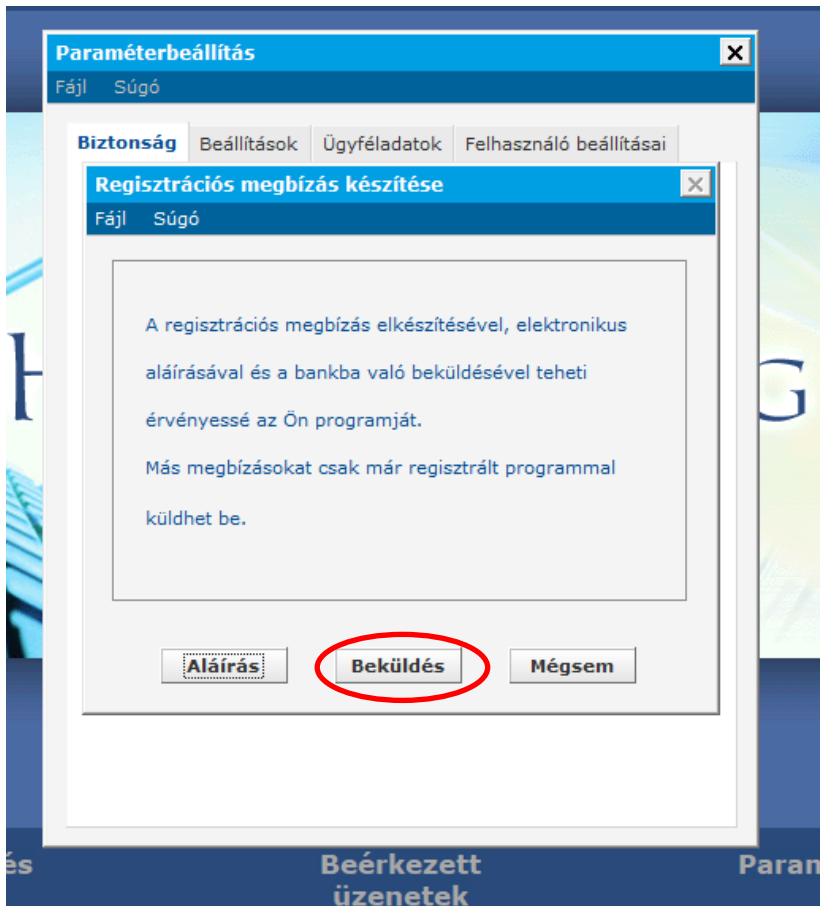 Paraméterbeállítás
Fájl Súgó
Biztonság Beállítások Ügyféladatok Felhasználó beállításai
Regisztrációs megbízás készítése
Fájl Súgó
A regisztrációs megbízás elkészítésével, elektronikus
aláírásával és a bankba való beküldésével teheti
érvényessé az Ön programját.
Más megbízásokat csak már regisztrált programmal
küldhet be.
Aláírás Beküldés Mégsem
Beérkezett
üzenetek